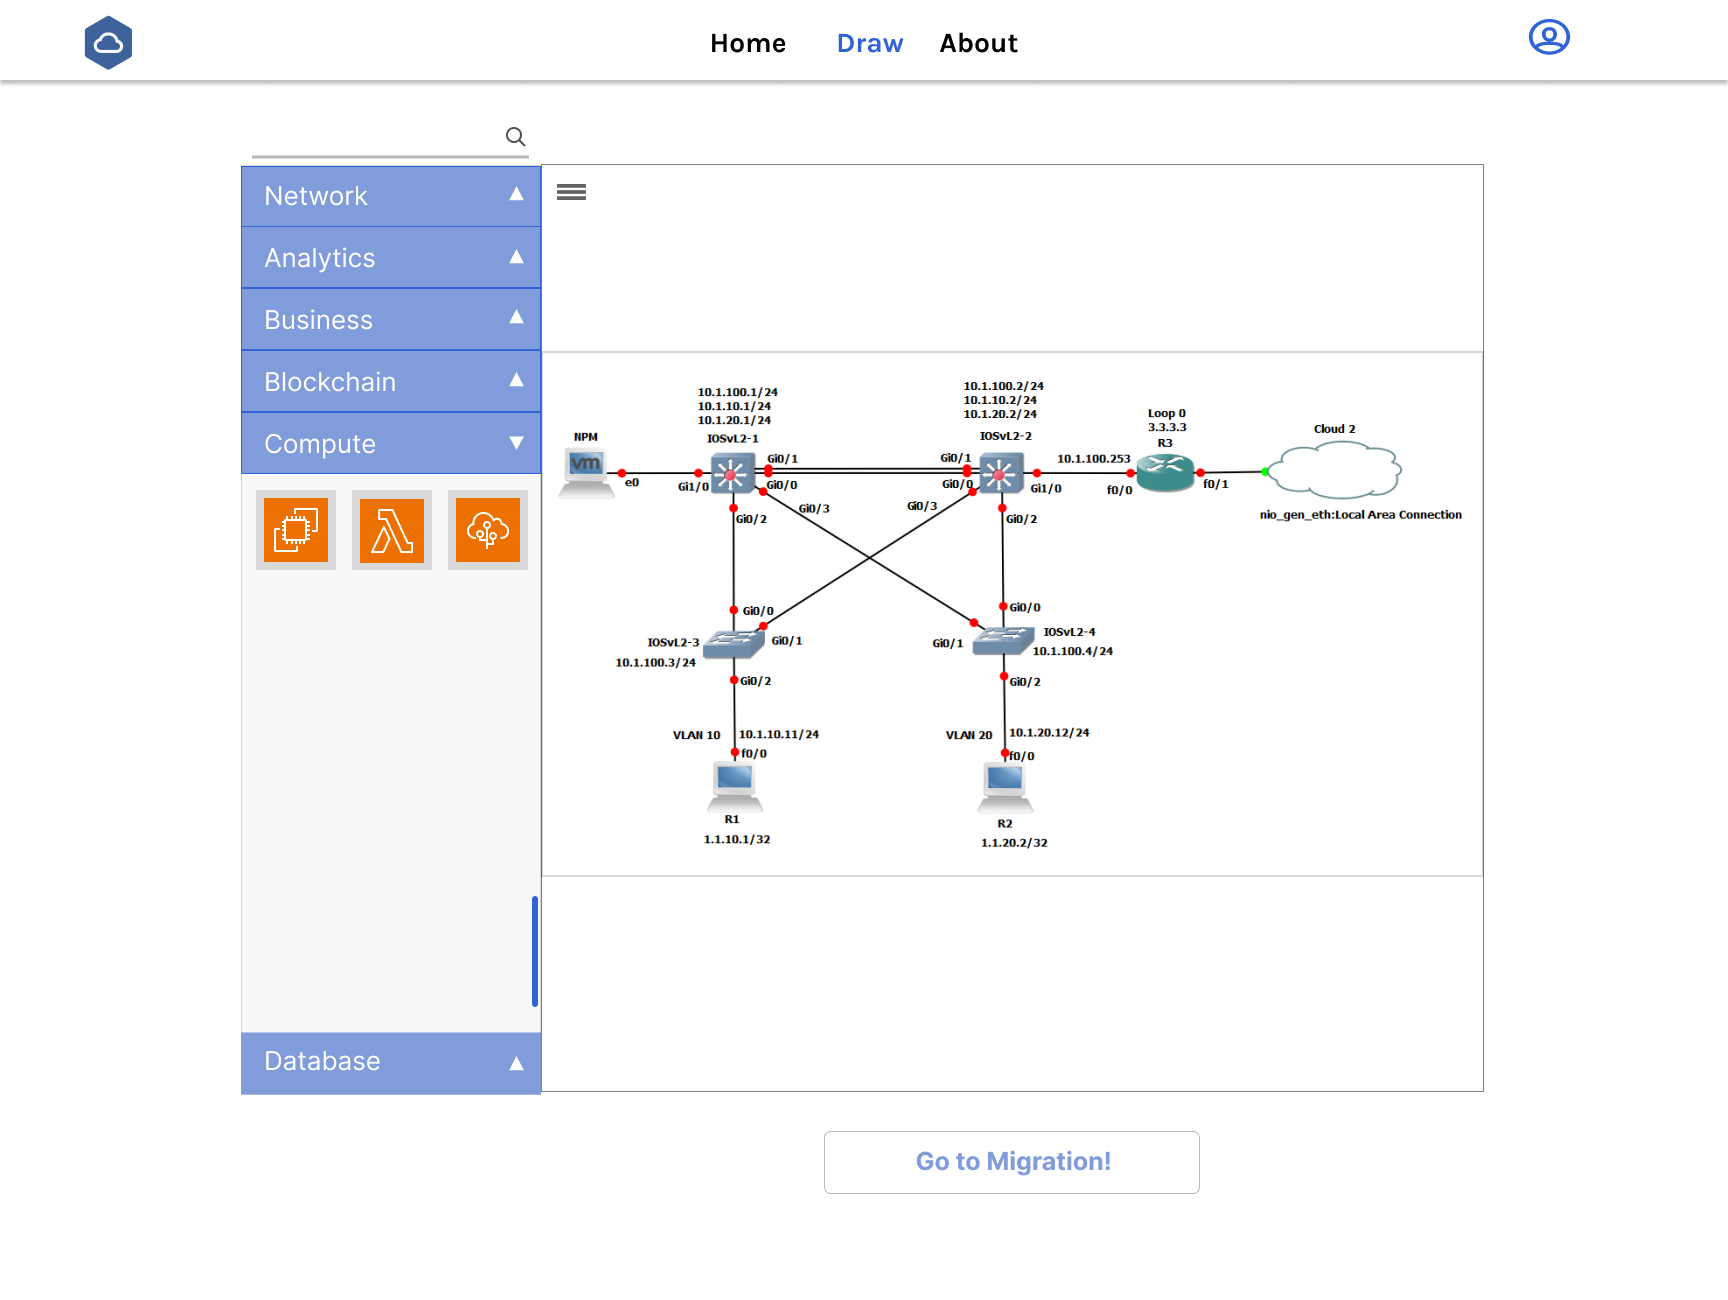 Home Draw About
Network
Analytics
Business
Blockchain
Compute
Database
10.1.100.1/24
10.1.10.1/24
10.1.20.1/24
IOSvL2-1
10.1.100.2/24
10.1.10.2/24
10.1.20.2/24
IOSvL2-2
Loop 0
3.3.3.3
R3
Cloud 2
NPM
vm
e0
Gi1/0
Gi0/1
Gi0/0
Gi0/1
Gi0/0
Gi1/0
10.1.100.253
f0/0
f0/1
nio_gen_eth:Local Area Connection
Gi0/2
Gi0/3
Gi0/3
Gi0/2
Gi0/0
Gi0/1
IOSvL2-3
10.1.100.3/24
Gi0/2
Gi0/0
Gi0/1
IOSvL2-4
10.1.100.4/24
Gi0/2
VLAN 10
10.1.10.11/24
f0/0
R1
1.1.10.1/32
VLAN 20
10.1.20.12/24
f0/0
R2
1.1.20.2/32
Go to Migration!